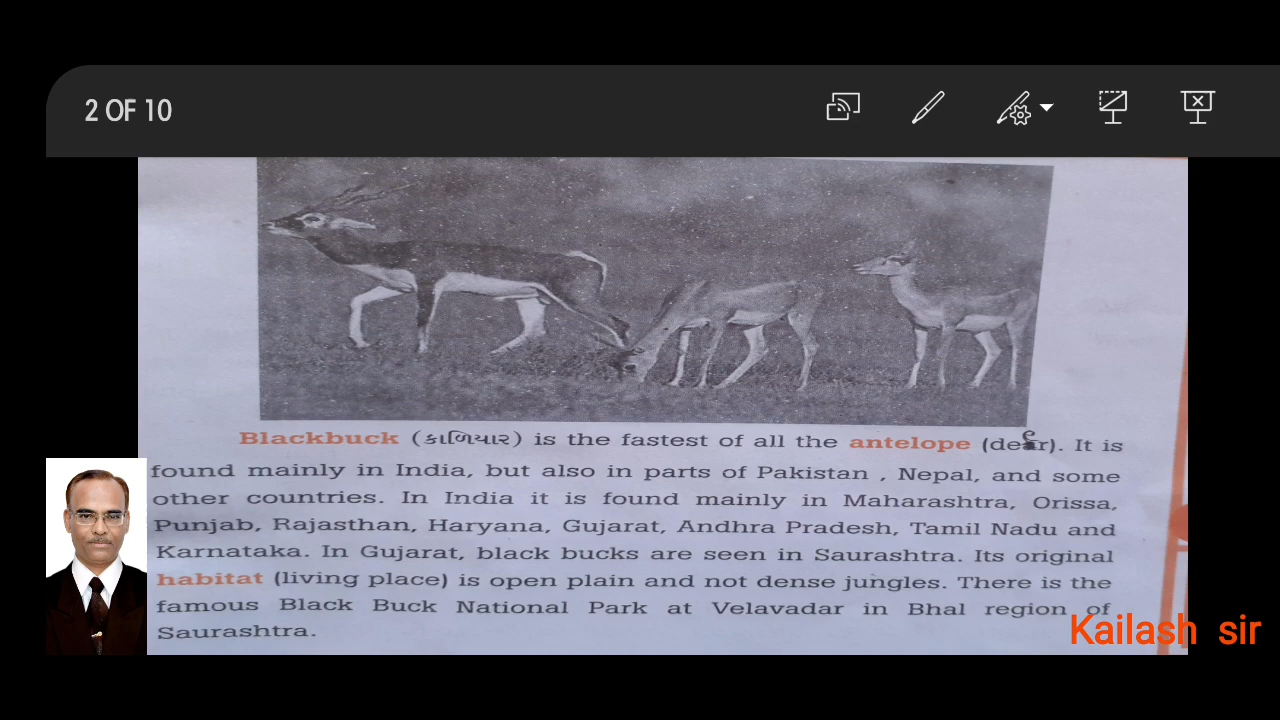 2 OF 10
Blackbuck (કાળિયાર) is the fastest of all the antelope (dear). It is
found mainly in India, but also in parts of Pakistan , Nepal, and some
other countries. In India it is found mainly in Maharashtra, Orissa,
Punjab, Rajasthan, Haryana, Gujarat, Andhra Pradesh, Tamil Nadu and
Karnataka. In Gujarat, black bucks are seen in Saurashtra. Its original
habitat (living place) is open plain and not dense jungles. There is the
famous Black Buck National Park at Velavadar in Bhal region of
Saurashtra.
Kailash sir